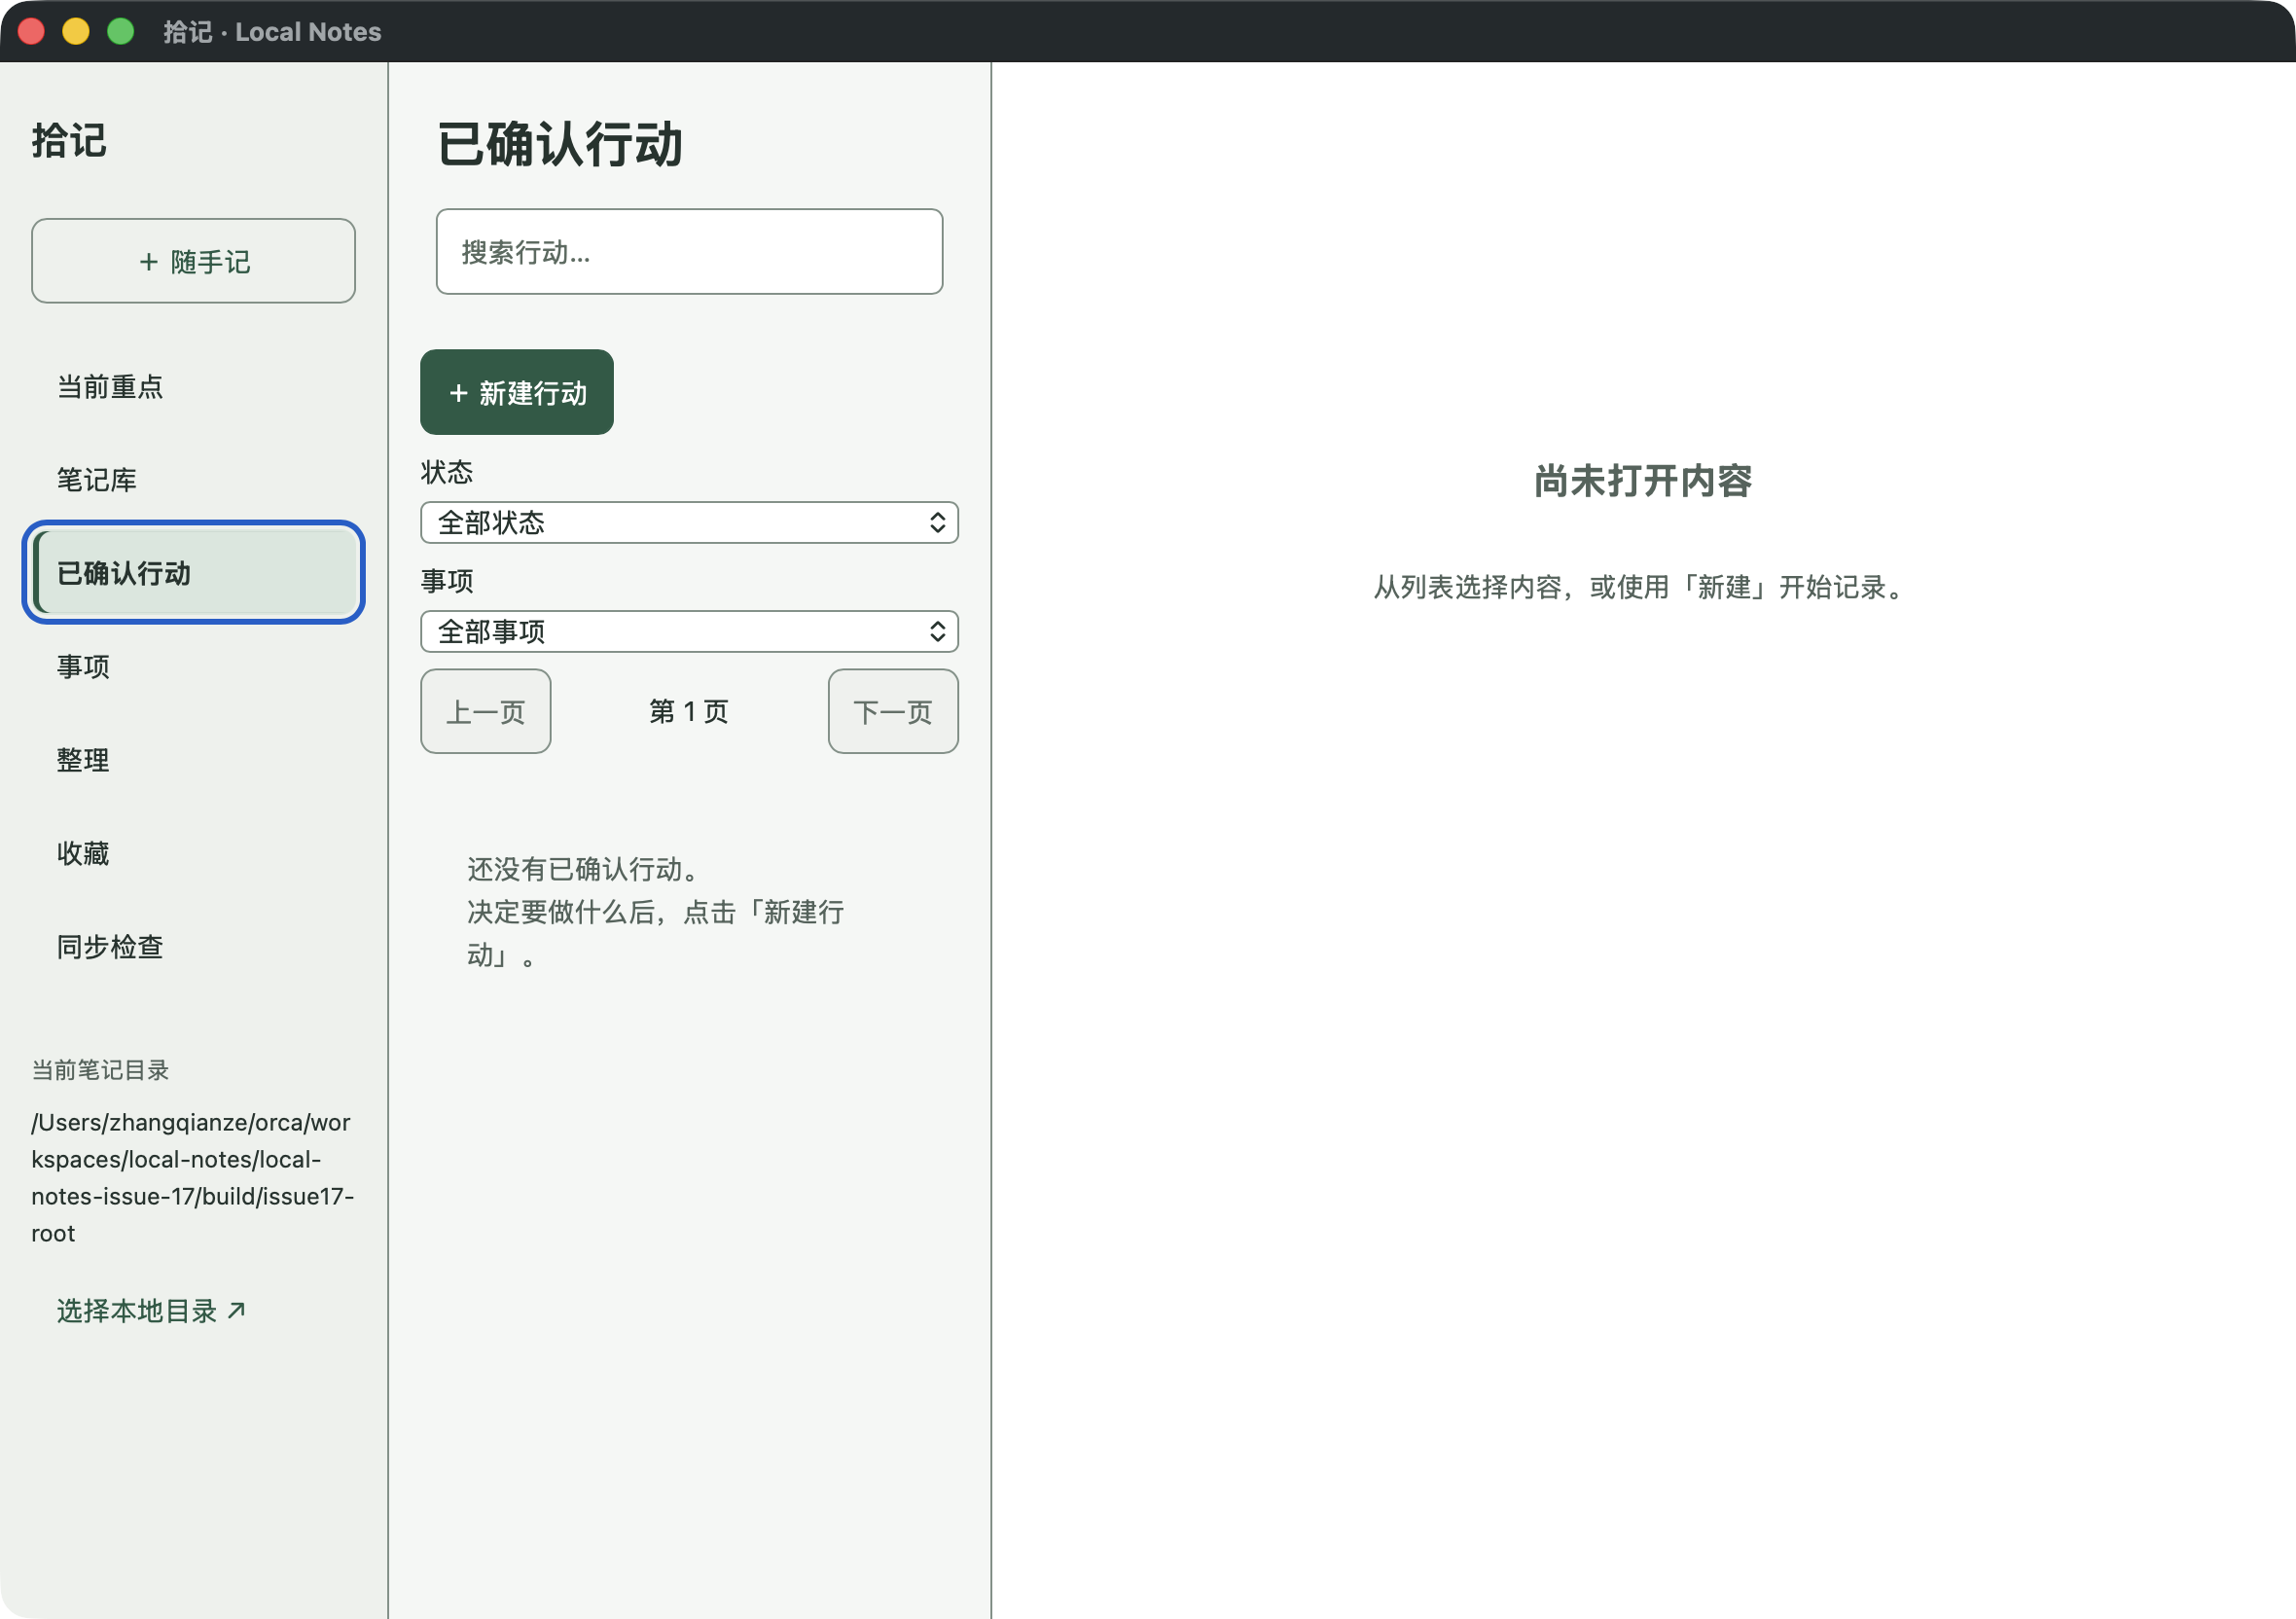 拾记 · Local Notes
拾记
+ 随手记
当前重点
笔记库
已确认行动
事项
整理
收藏
同步检查
当前笔记目录
/Users/zhangqianze/orca/wor
kspaces/local-notes/local-
notes-issue-17/build/issue17-
root
选择本地目录 ↗
已确认行动
搜索行动...
+ 新建行动
状态
全部状态
事项
全部事项
上一页
第 1 页
下一页
还没有已确认行动。
决定要做什么后，点击「新建行
动」。
尚未打开内容
从列表选择内容，或使用「新建」开始记录。